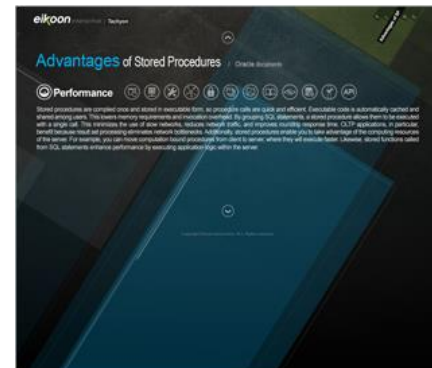 eikoon | Tachyon
Advantages of Stored Procedures / Oracle documents
Performance API
Stored procedures are compiled once and stored in executable form, so procedure calls are quick and efficient. Executable code is automatically cached and
shared among users. This lowers memory requirements and invocation overhead. By grouping SQL statements, a stored procedure allows them to be executed
with a single call. This minimizes the use of slow networks, reduces network traffic, and improves roundtrip response time. OLTP applications, in particular,
benefit because result set processing eliminates network bottlenecks. Additionally, stored procedures enable you to take advantage of the computing resources
of the server. For example, you can move computation bound procedures from client to server, where they will execute faster. Likewise, stored functions called
from SQL statements enhance performance by executing application logic within the server.